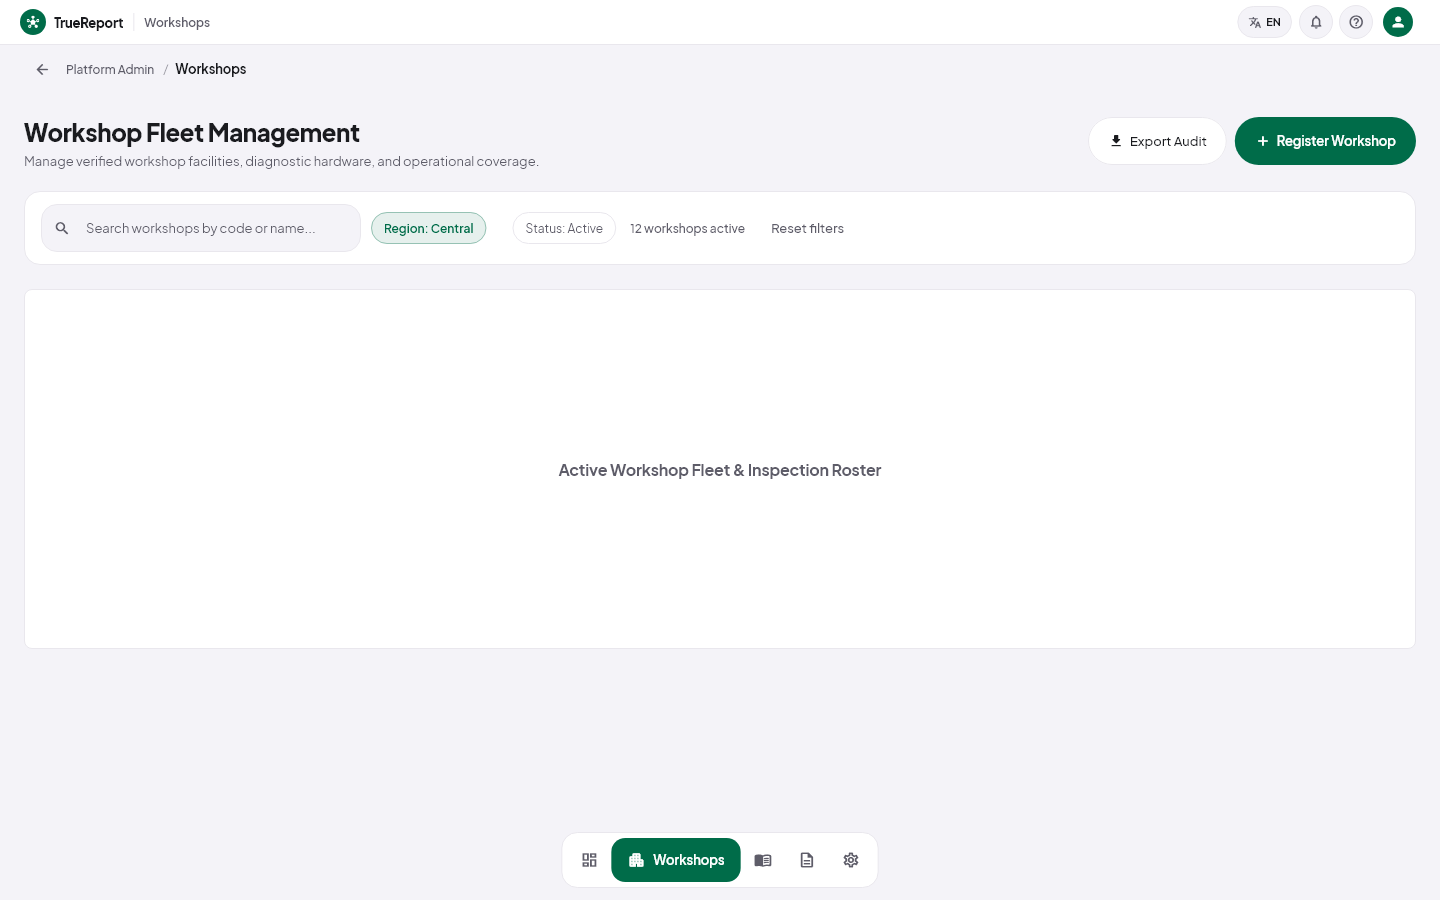 TrueReport
Workshops
EN
Platform Admin / Workshops
Workshop Fleet Management
Manage verified workshop facilities, diagnostic hardware, and operational coverage.
Export Audit
Register Workshop
Search workshops by code or name...
Region: Central
Status: Active
12 workshops active
Reset filters
Active Workshop Fleet & Inspection Roster
Workshops